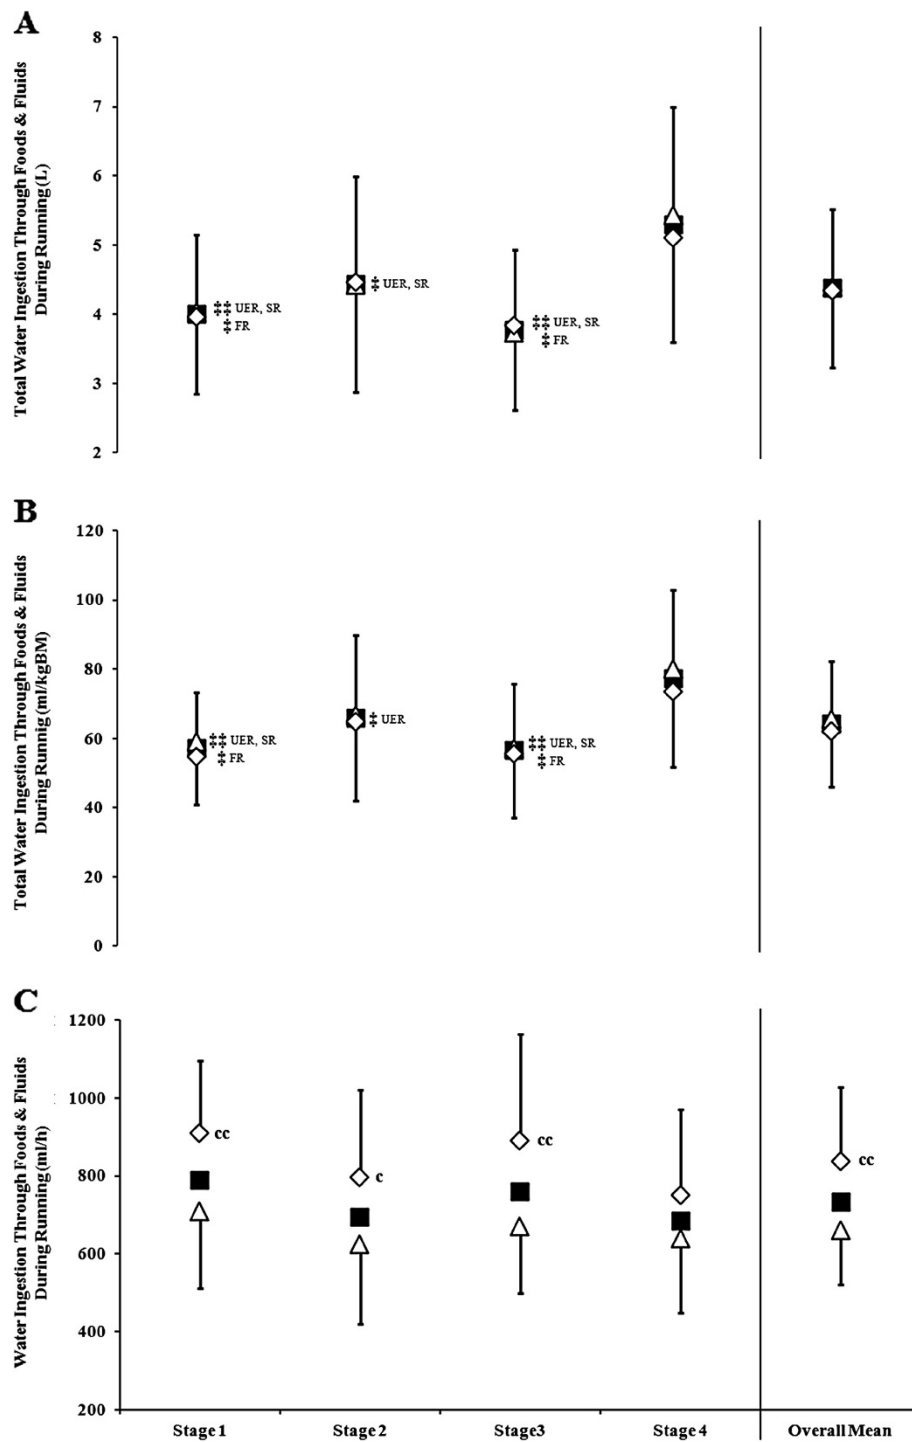 A
Total Water Ingestion Through Foods & Fluids
During Running (L)
8
7
6
5
4
3
2
‡‡ UER, SR
‡ FR
‡ UER, SR
‡‡ UER, SR
‡ FR
B
Total Water Ingestion Through Foods & Fluids
During Runnig (ml/kgBM)
120
100
80
60
40
20
0
‡‡ UER, SR
‡ FR
‡ UER
‡‡ UER, SR
‡ FR
C
Water Ingestion Through Foods & Fluids
During Running (ml/h)
1200
1000
800
600
400
200
cc
c
cc
cc
Stage 1 Stage 2 Stage3 Stage 4 Overall Mean